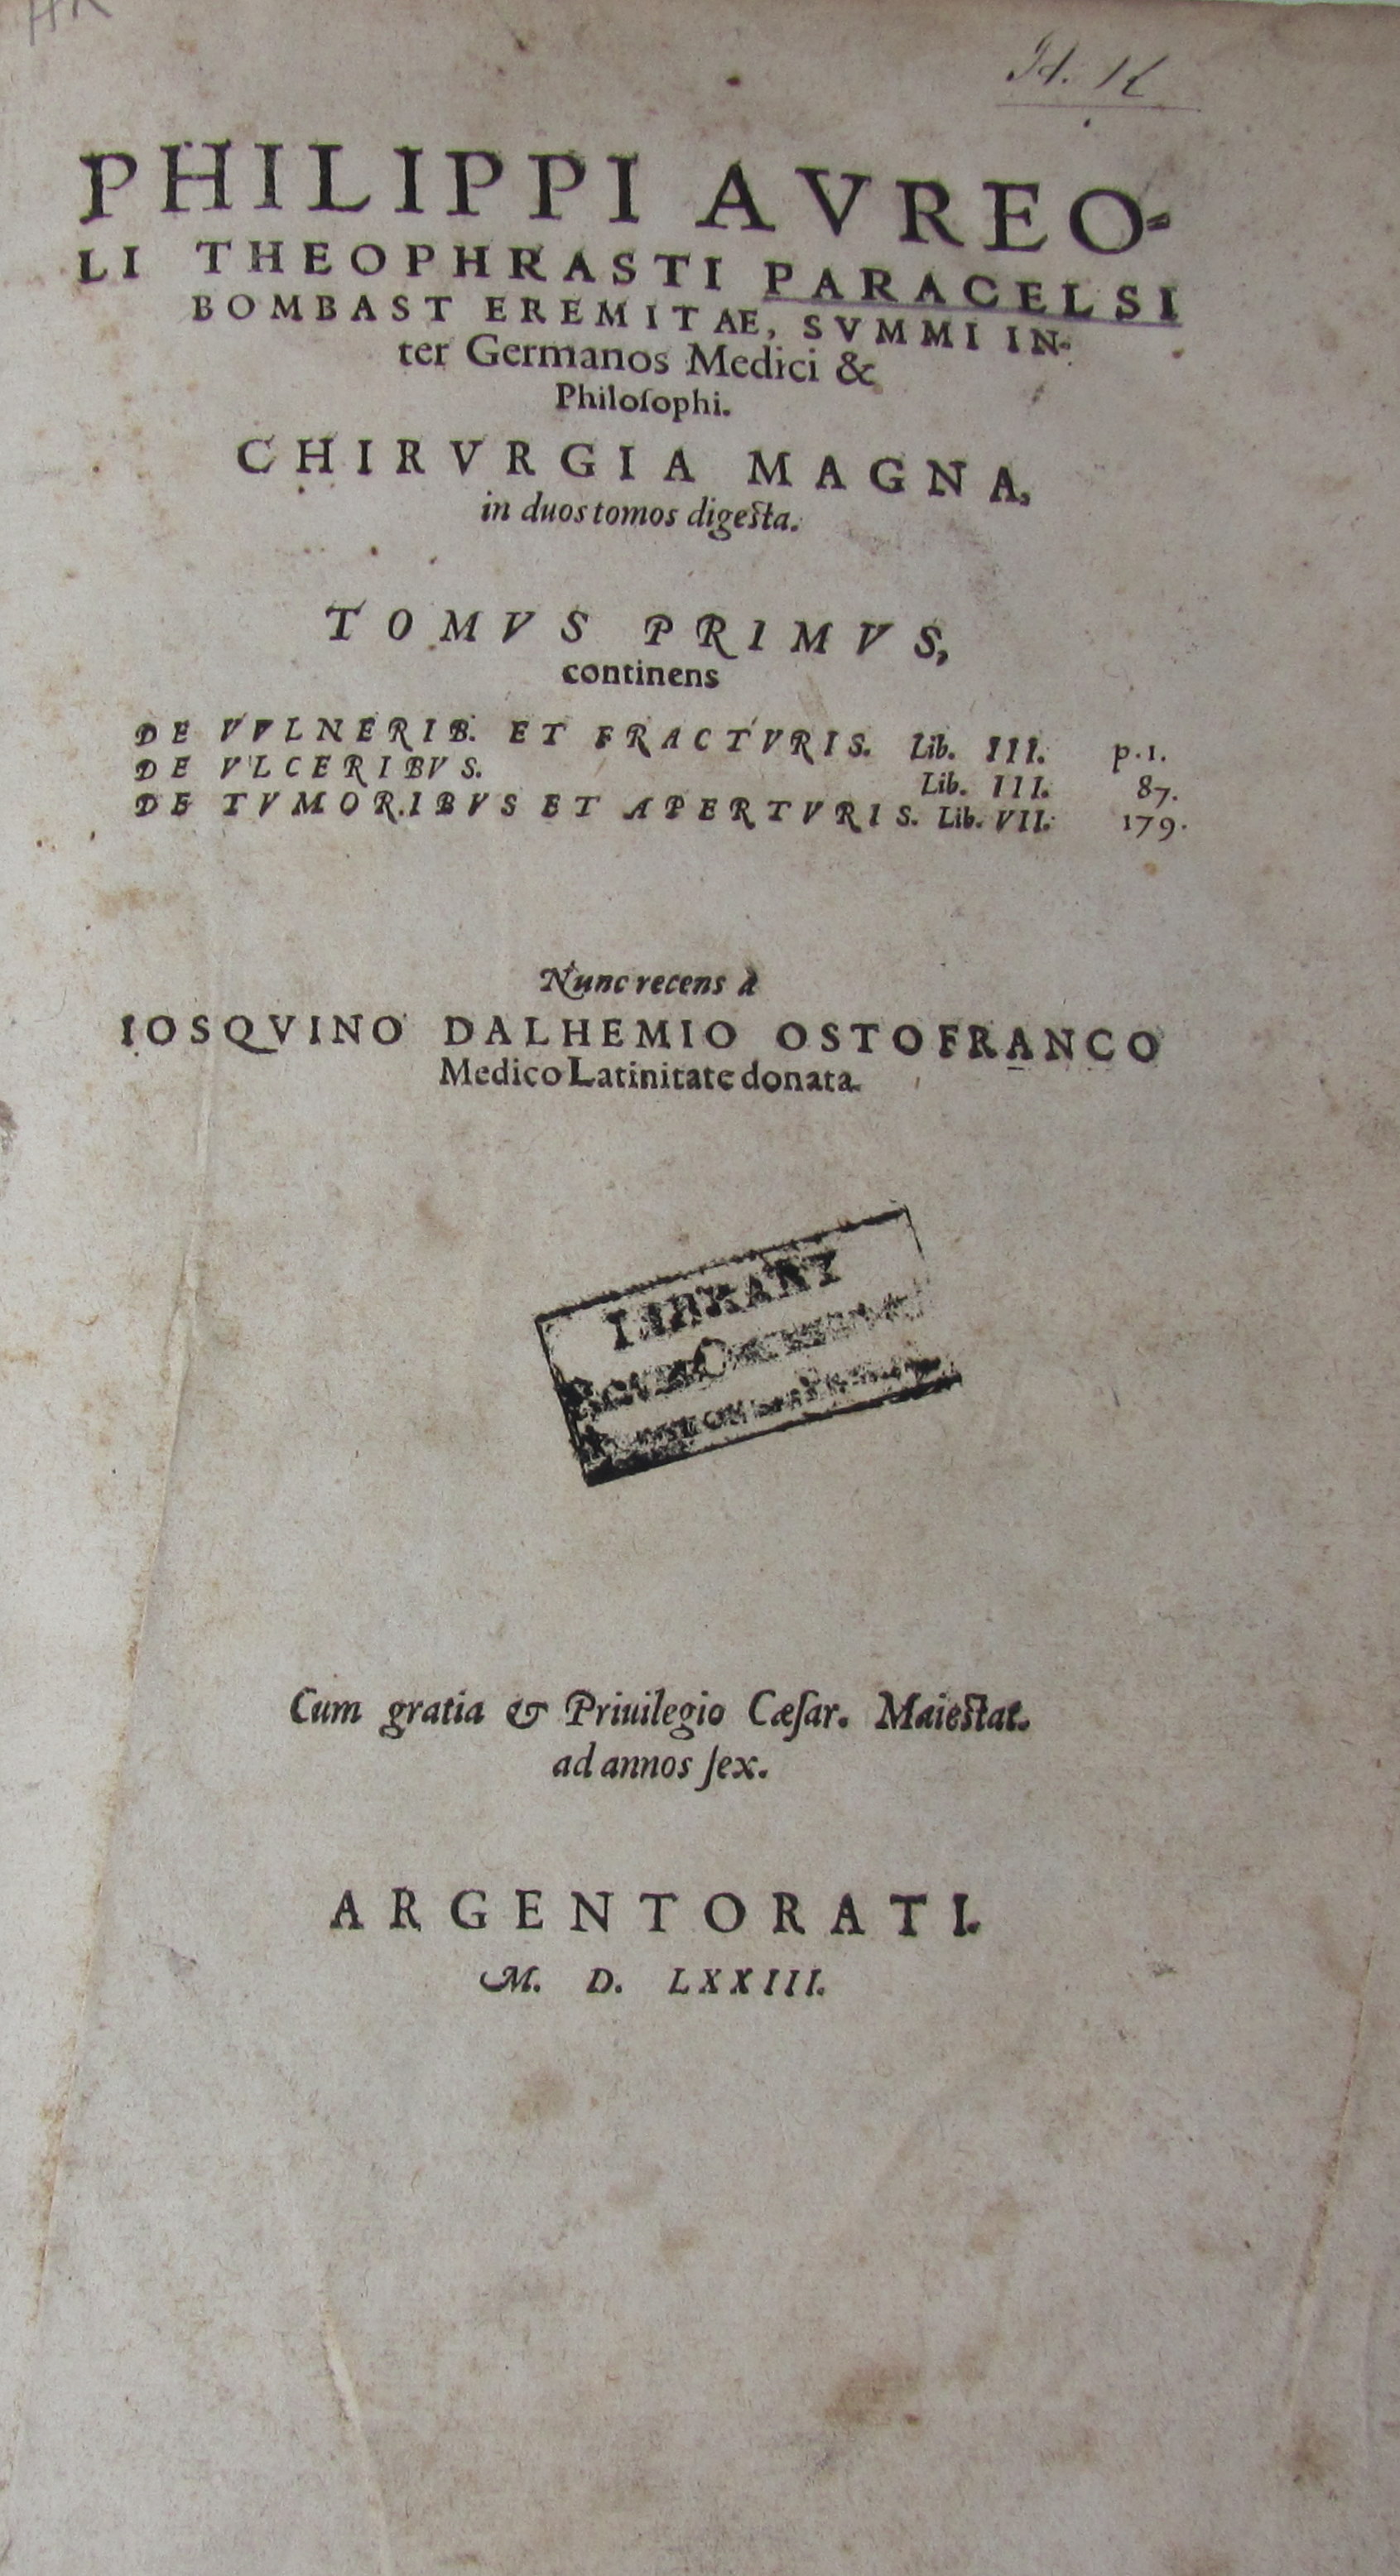 PHILIPPI AVREO-
LI THEOPHRASTI PARACELSI
BOMBAST EREMITAE, SVMMI IN-
ter Germanos Medici &
Philoſophi.
CHIRVRGIA MAGNA,
in duos tomos digeſta.
TOMVS PRIMVS,
continens
DE VVLNERIB. ET FRACTVRIS. Lib. III. p.1.
DE VLCERIBVS. Lib. III. 87.
DE TVMORIBVS ET APERTVRIS. Lib. VII. 179.
Nunc recens à
IOSQVINO DALHEMIO OSTOFRANCO
Medico Latinitate donata.
LIBRARY
Cum gratia & Priuilegio Cæſar. Maieſtat.
ad annos ſex.
ARGENTORATI.
M. D. LXXIII.